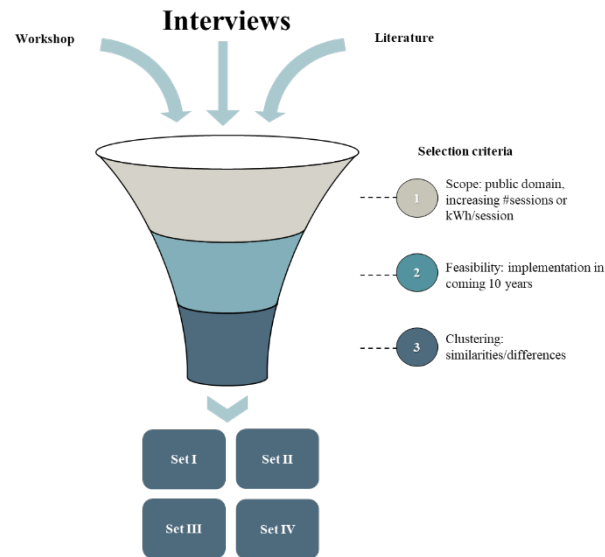 Interviews
Workshop
Literature
Selection criteria
1
Scope: public domain,
increasing #sessions or
kWh/session
2
Feasibility: implementation in
coming 10 years
3
Clustering:
similarities/differences
Set I
Set II
Set III
Set IV